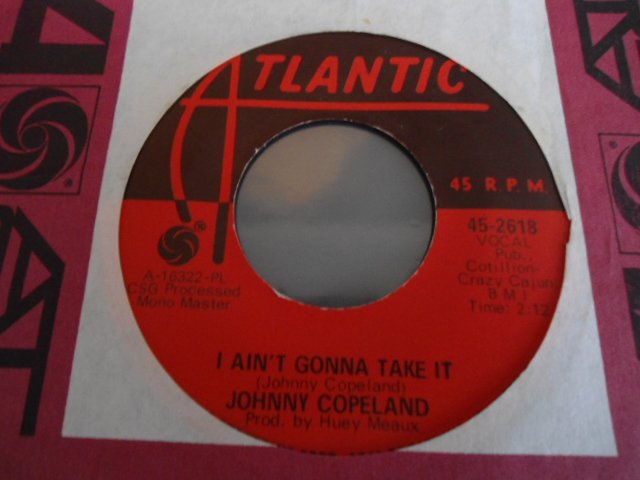 ATLANTIC
45 R.P.M.
®
45-2618
VOCAL
Pub.,
Cotillion-
Crazy Cajun
B M I
Time: 2:12
A-16322-PL
CSG Processed
Mono Master
I AIN'T GONNA TAKE IT
(Johnny Copeland)
JOHNNY COPELAND
Prod. by Huey Meaux